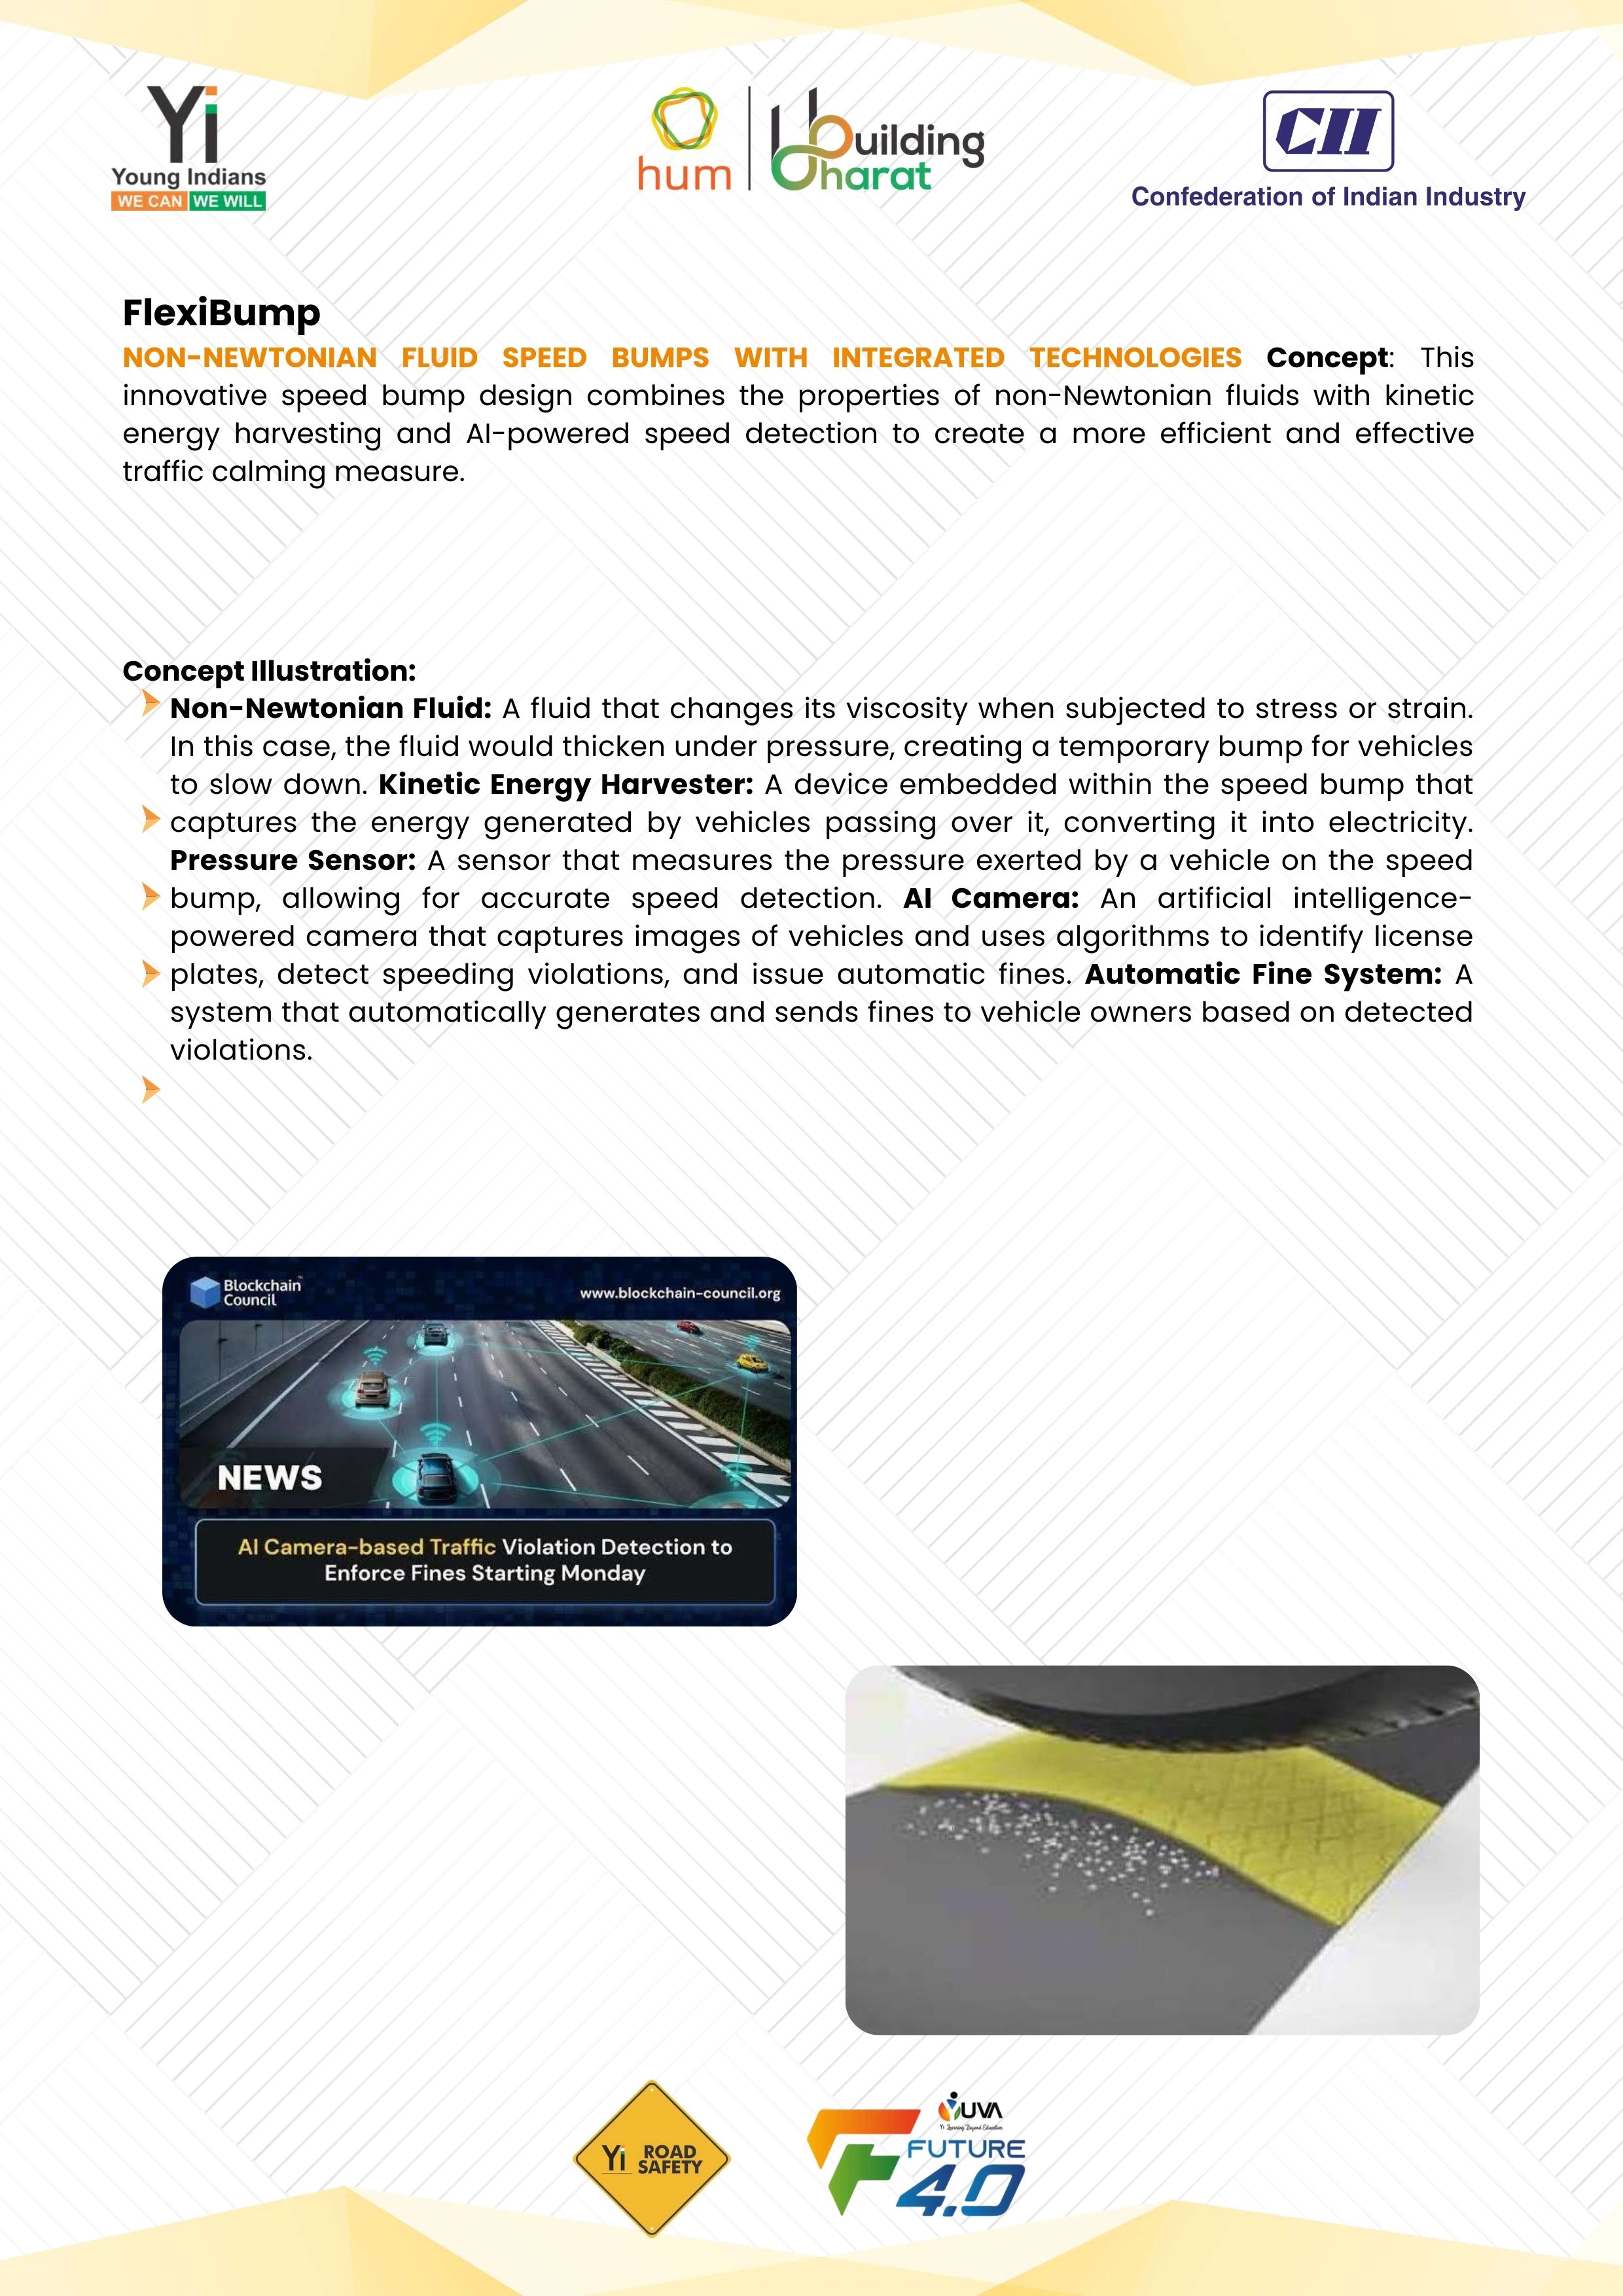 Yi
Young Indians
WE CAN WE WILL
hum
Building
Bharat
CII
Confederation of Indian Industry
FlexiBump
NON-NEWTONIAN FLUID SPEED BUMPS WITH INTEGRATED TECHNOLOGIES Concept: This
innovative speed bump design combines the properties of non-Newtonian fluids with kinetic
energy harvesting and AI-powered speed detection to create a more efficient and effective
traffic calming measure.
Concept Illustration:
Non-Newtonian Fluid: A fluid that changes its viscosity when subjected to stress or strain.
In this case, the fluid would thicken under pressure, creating a temporary bump for vehicles
to slow down. Kinetic Energy Harvester: A device embedded within the speed bump that
captures the energy generated by vehicles passing over it, converting it into electricity.
Pressure Sensor: A sensor that measures the pressure exerted by a vehicle on the speed
bump, allowing for accurate speed detection. AI Camera: An artificial intelligence-
powered camera that captures images of vehicles and uses algorithms to identify license
plates, detect speeding violations, and issue automatic fines. Automatic Fine System: A
system that automatically generates and sends fines to vehicle owners based on detected
violations.
Blockchain
Council
www.blockchain-council.org
NEWS
AI Camera-based Traffic Violation Detection to
Enforce Fines Starting Monday
Yi ROAD
SAFETY
YUVA
Yi Learning Beyond Education
FUTURE
4.0